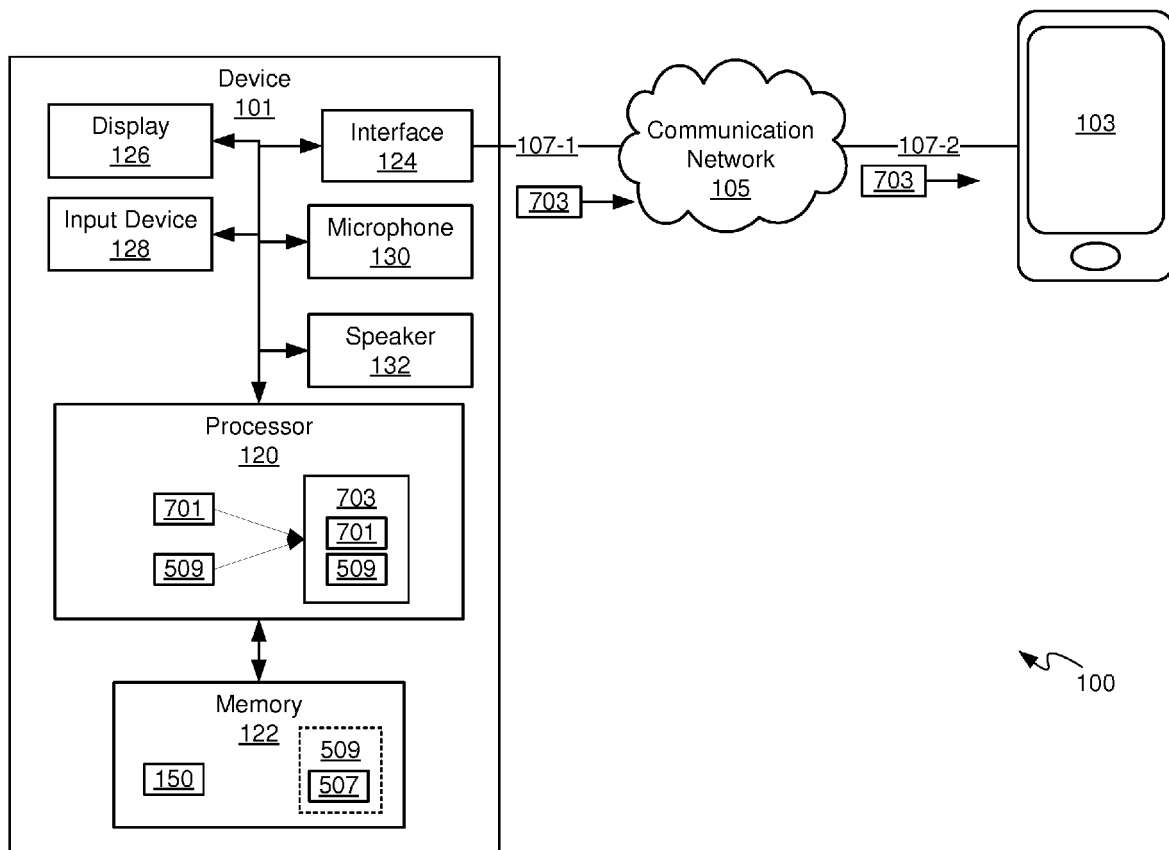 Device
101
Display
126
Interface
124
107-1
Communication
Network
105
107-2
103
703
703
Input Device
128
Microphone
130
Speaker
132
Processor
120
701
509
703
701
509
Memory
122
150
509
507
100